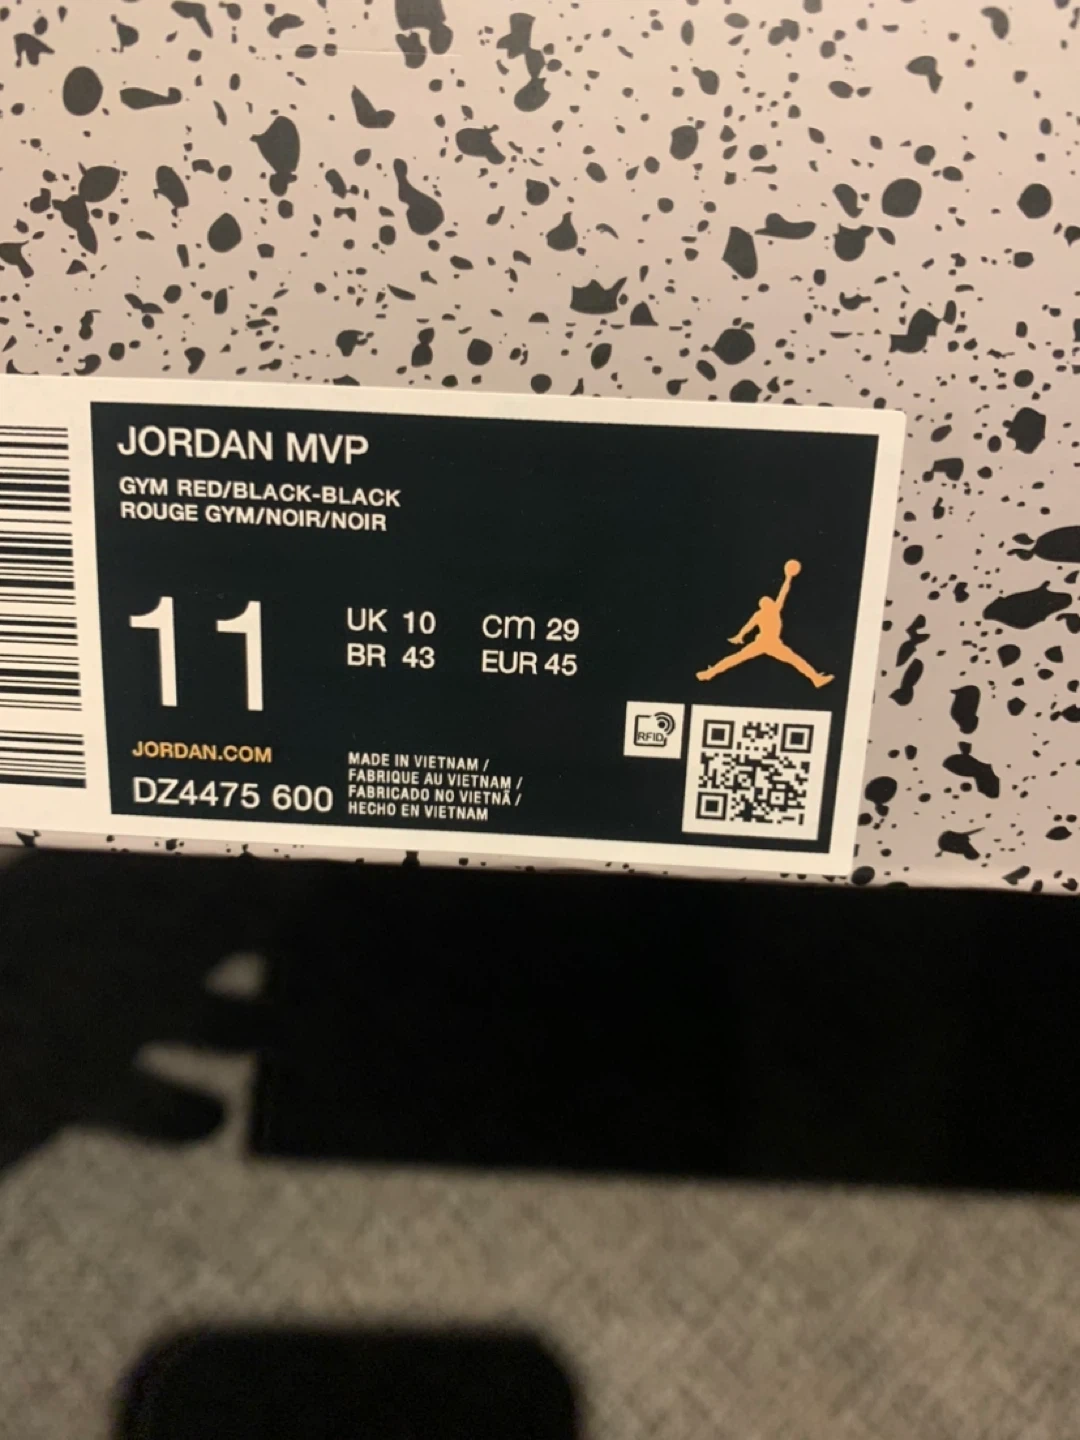 JORDAN MVP
GYM RED/BLACK-BLACK
ROUGE GYM/NOIR/NOIR
11
UK 10 cm 29
BR 43 EUR 45
RFID
JORDAN.COM
DZ4475 600
MADE IN VIETNAM /
FABRIQUE AU VIETNAM /
FABRICADO NO VIETNÃ /
HECHO EN VIETNAM